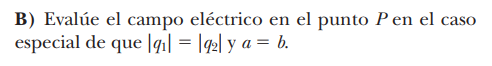 B) Evalúe el campo eléctrico en el punto P en el caso
especial de que |q₁| = |q₂| y a = b.